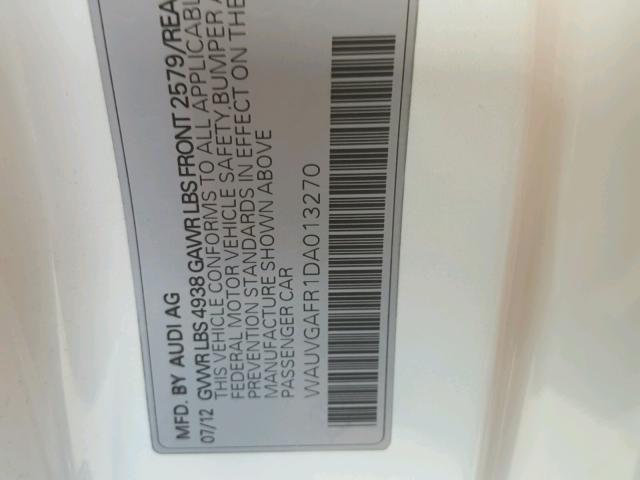 MFD. BY AUDI AG
07/12 GVWR LBS 4938 GAWR LBS FRONT 2579/REA
THIS VEHICLE CONFORMS TO ALL APPLICABL
FEDERAL MOTOR VEHICLE SAFETY, BUMPER A
PREVENTION STANDARDS IN EFFECT ON THE
MANUFACTURE SHOWN ABOVE
PASSENGER CAR
WAUVGAFR1DA013270